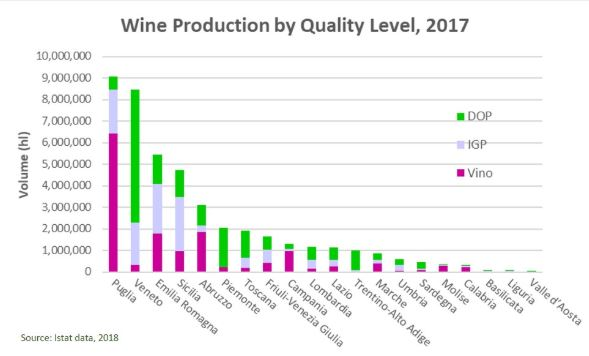 Wine Production by Quality Level, 2017
Volume (hl)
10,000,000
9,000,000
8,000,000
7,000,000
6,000,000
5,000,000
4,000,000
3,000,000
2,000,000
1,000,000
0
DOP
IGP
Vino
Puglia
Veneto
Emilia Romagna
Sicilia
Abruzzo
Piemonte
Toscana
Friuli-Venezia Giulia
Campania
Lombardia
Lazio
Trentino-Alto Adige
Marche
Umbria
Sardegna
Molise
Calabria
Basilicata
Liguria
Valle d'Aosta
Source: Istat data, 2018